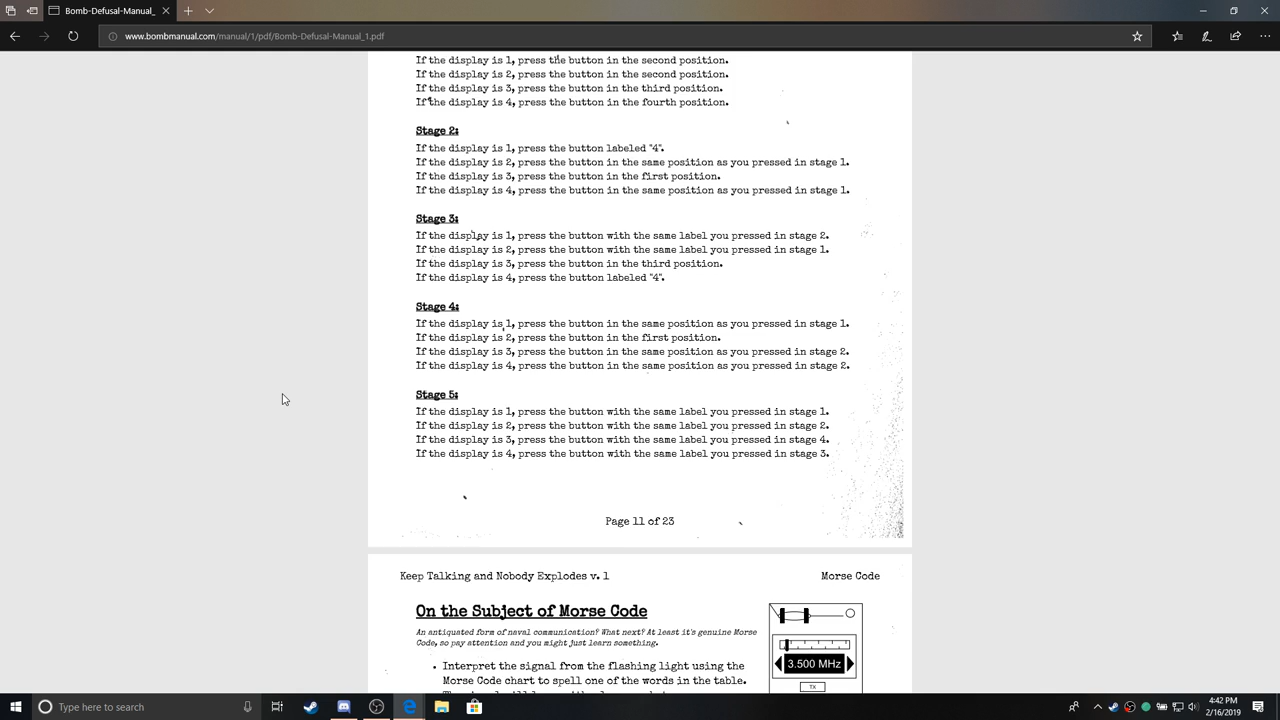 Bomb-Defusal-Manual_
www.bombmanual.com/manual/1/pdf/Bomb-Defusal-Manual_1.pdf
If the display is 1, press the button in the second position.
If the display is 2, press the button in the second position.
If the display is 3, press the button in the third position.
If the display is 4, press the button in the fourth position.
Stage 2:
If the display is 1, press the button labeled "4".
If the display is 2, press the button in the same position as you pressed in stage 1.
If the display is 3, press the button in the first position.
If the display is 4, press the button in the same position as you pressed in stage 1.
Stage 3:
If the display is 1, press the button with the same label you pressed in stage 2.
If the display is 2, press the button with the same label you pressed in stage 1.
If the display is 3, press the button in the third position.
If the display is 4, press the button labeled "4".
Stage 4:
If the display is 1, press the button in the same position as you pressed in stage 1.
If the display is 2, press the button in the first position.
If the display is 3, press the button in the same position as you pressed in stage 2.
If the display is 4, press the button in the same position as you pressed in stage 2.
Stage 5:
If the display is 1, press the button with the same label you pressed in stage 1.
If the display is 2, press the button with the same label you pressed in stage 2.
If the display is 3, press the button with the same label you pressed in stage 4.
If the display is 4, press the button with the same label you pressed in stage 3.
Page 11 of 23
Keep Talking and Nobody Explodes v. 1
Morse Code
On the Subject of Morse Code
An antiquated form of naval communication? What next? At least it's genuine Morse
Code, so pay attention and you might just learn something.
• Interpret the signal from the flashing light using the
Morse Code chart to spell one of the words in the table.
3.500 MHz
TX
Type here to search
4:42 PM
2/16/2019